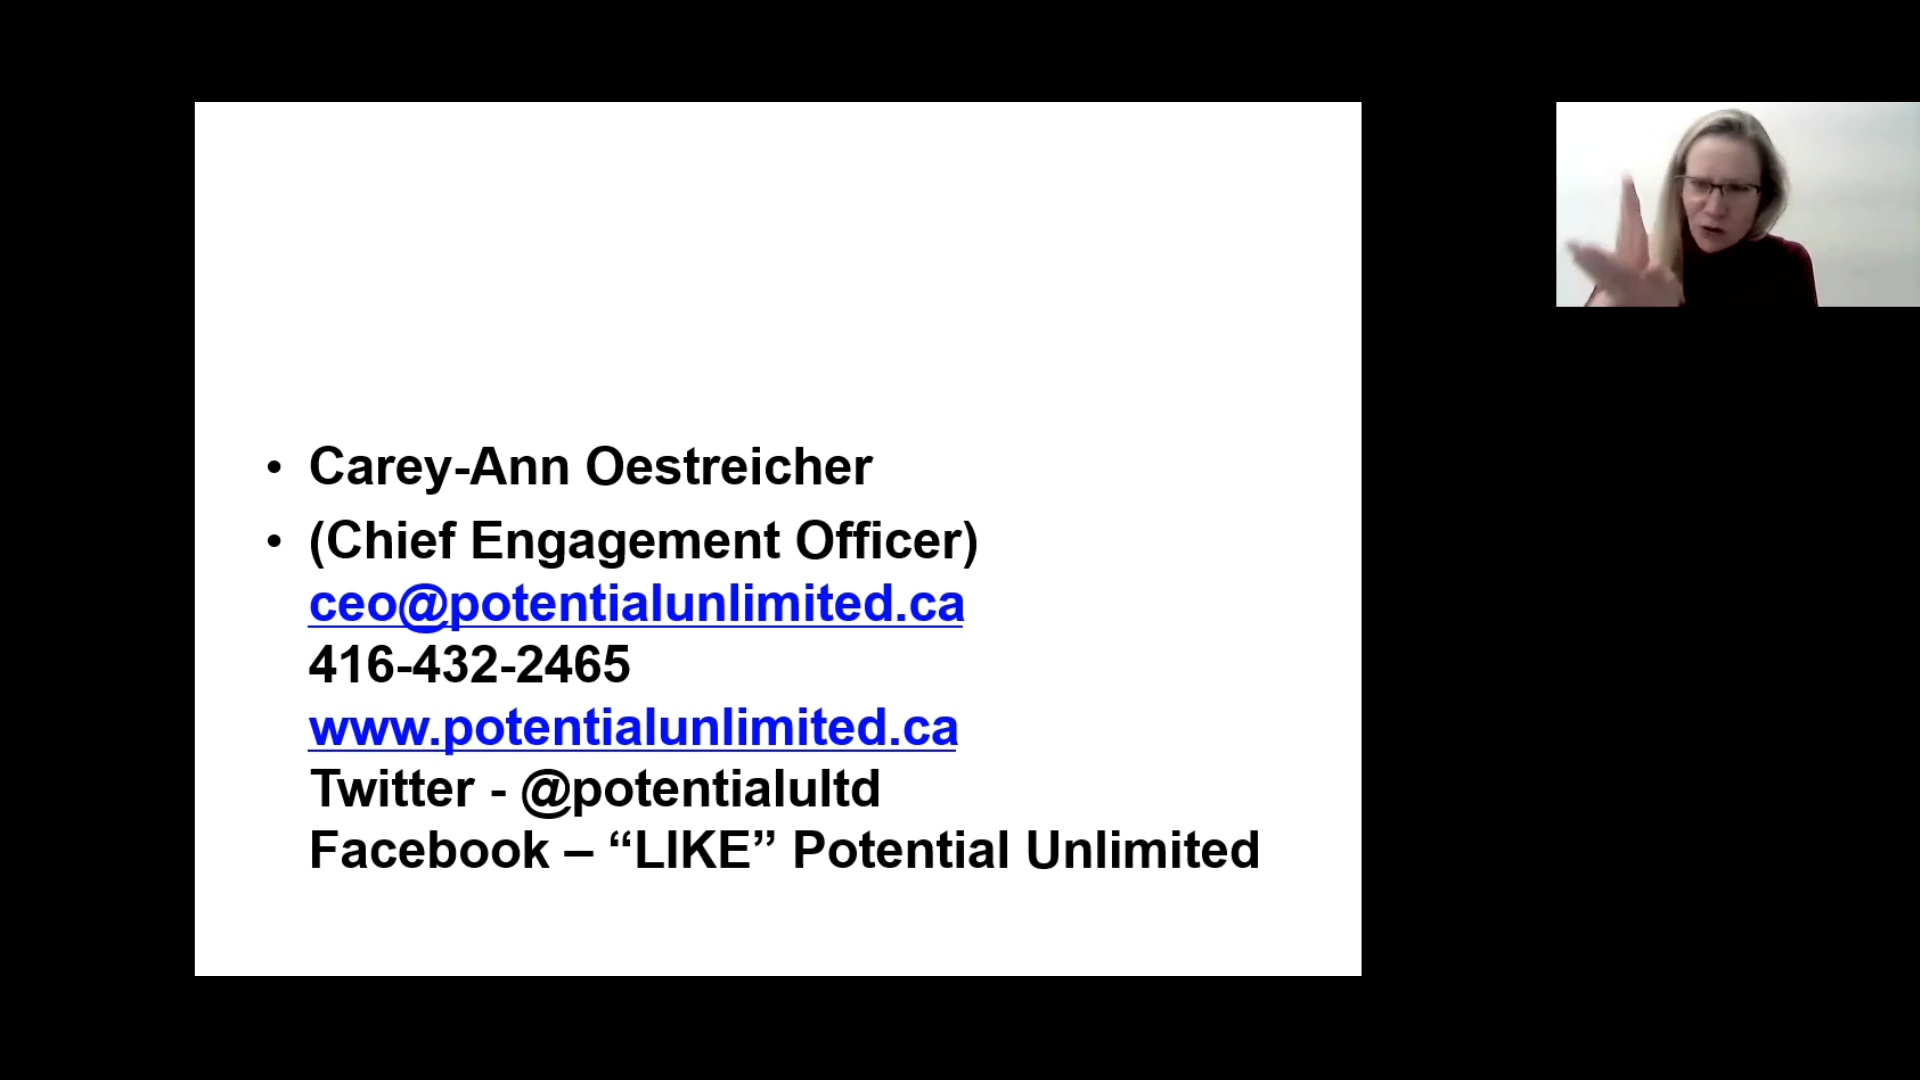 • Carey-Ann Oestreicher
• (Chief Engagement Officer)
ceo@potentialunlimited.ca
416-432-2465
www.potentialunlimited.ca
Twitter - @potentialultd
Facebook – “LIKE” Potential Unlimited